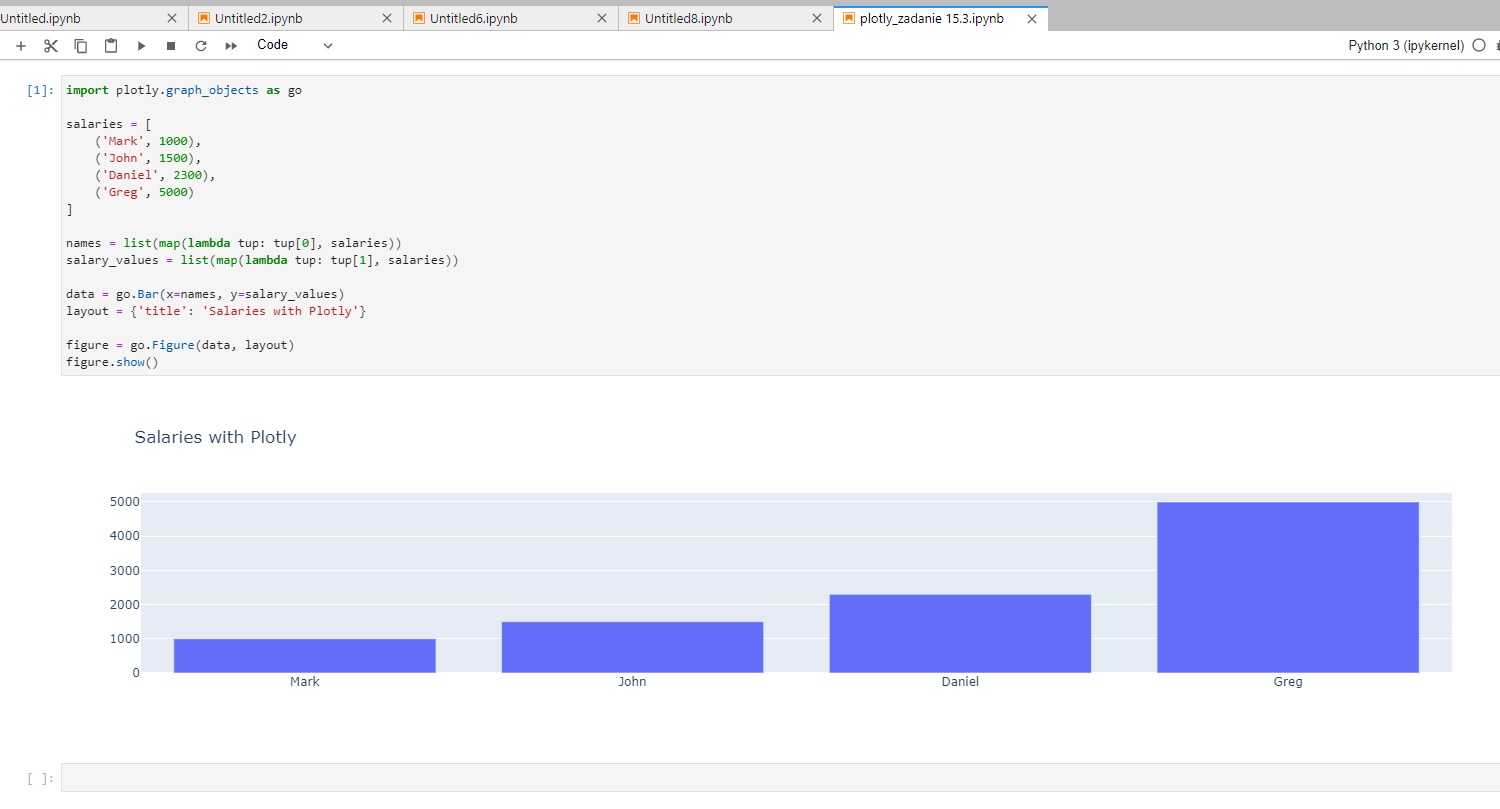 Untitled.ipynb Untitled2.ipynb Untitled6.ipynb Untitled8.ipynb plotly_zadanie 15.3.ipynb
Code Python 3 (ipykernel)
[1]: import plotly.graph_objects as go
salaries = [
('Mark', 1000),
('John', 1500),
('Daniel', 2300),
('Greg', 5000)
]
names = list(map(lambda tup: tup[0], salaries))
salary_values = list(map(lambda tup: tup[1], salaries))
data = go.Bar(x=names, y=salary_values)
layout = {'title': 'Salaries with Plotly'}
figure = go.Figure(data, layout)
figure.show()
Salaries with Plotly
5000
4000
3000
2000
1000
0
Mark John Daniel Greg
[ ]: